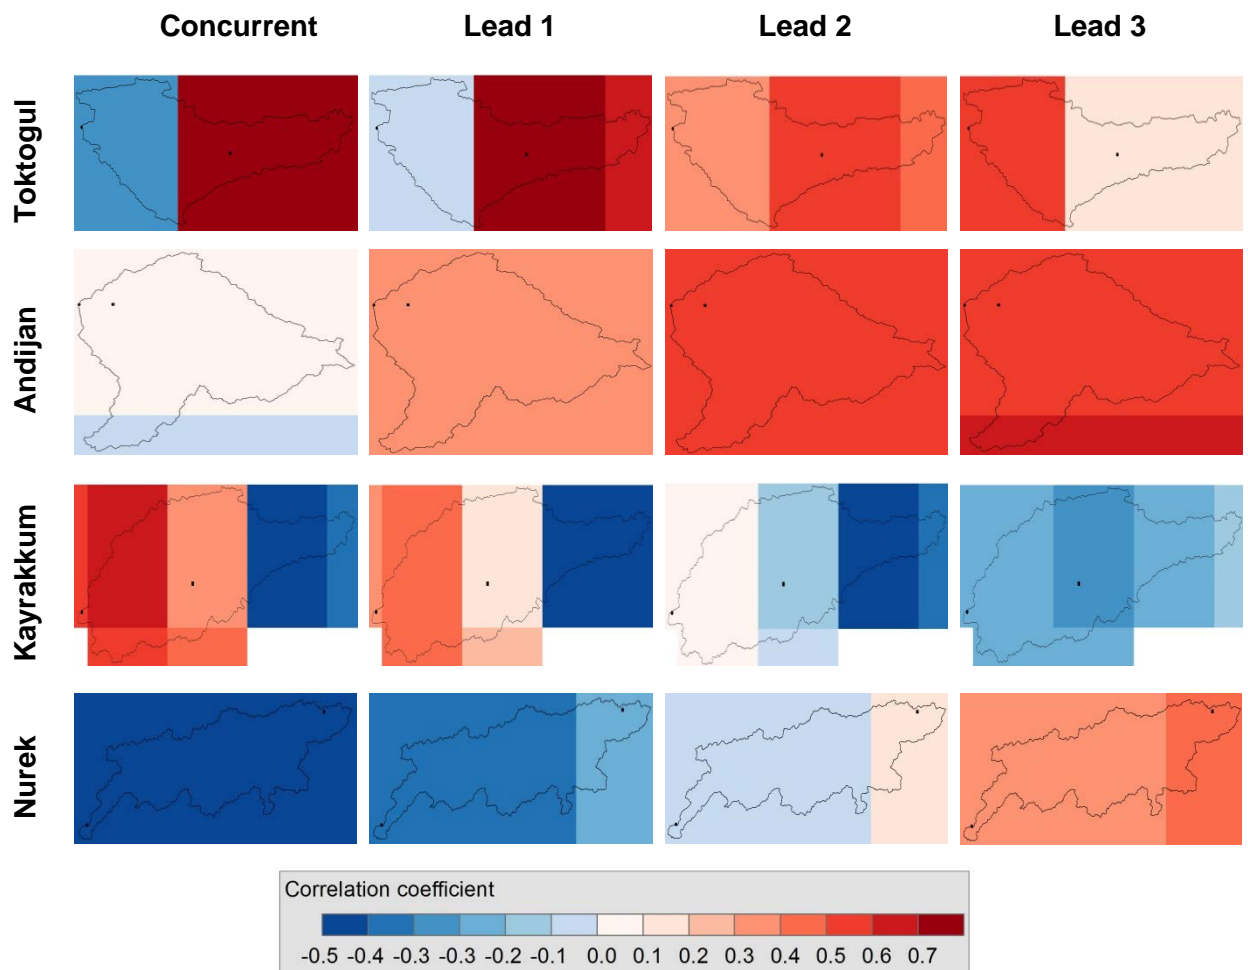 Concurrent Lead 1 Lead 2 Lead 3
Toktogul
Andijan
Kayrakkum
Nurek
Correlation coefficient
-0.5 -0.4 -0.3 -0.3 -0.2 -0.1 0.0 0.1 0.2 0.3 0.4 0.5 0.6 0.7